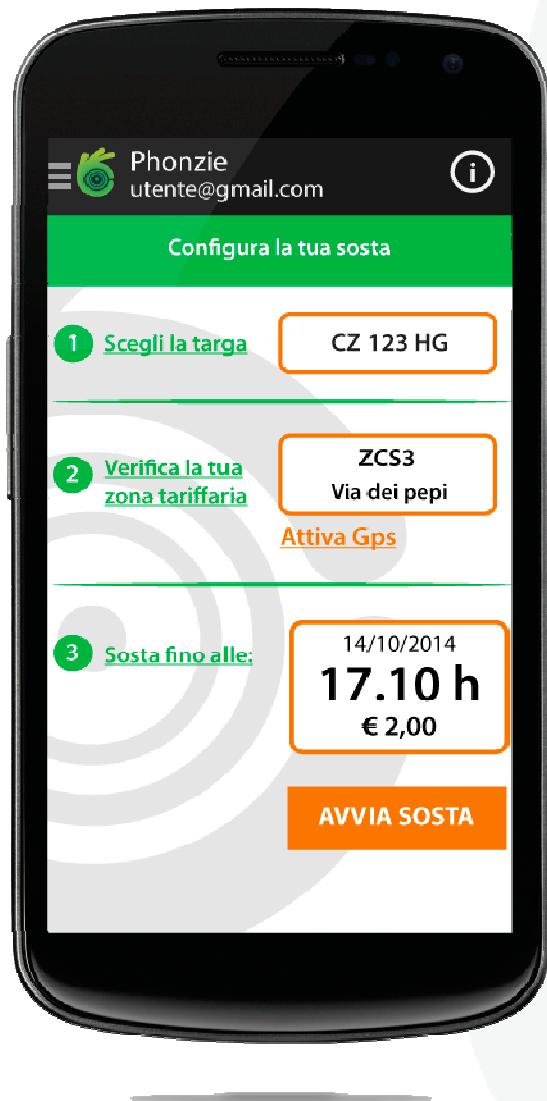 Phonzie
utente@gmail.com
i
Configura la tua sosta
1 Scegli la targa
CZ 123 HG
2 Verifica la tua
zona tariffaria
ZCS3
Via dei pepi
Attiva Gps
3 Sosta fino alle:
14/10/2014
17.10 h
€ 2,00
AVVIA SOSTA